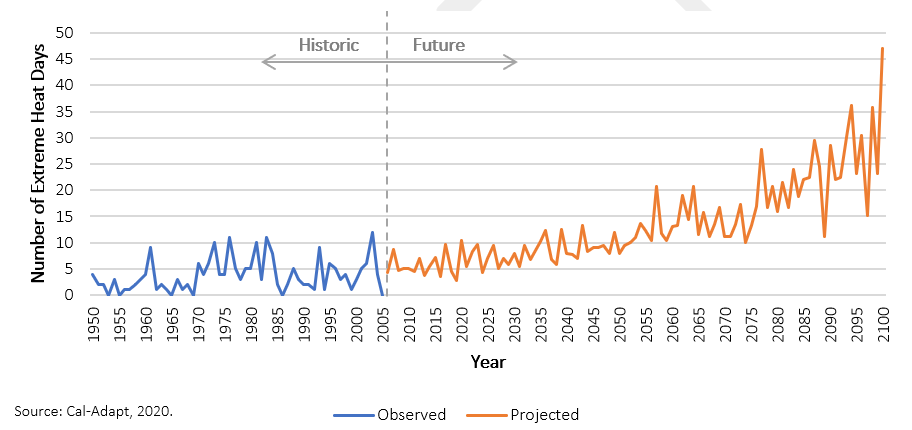 50
45
40
35
30
25
20
15
10
5
0
Number of Extreme Heat Days
Historic Future
1950 1955 1960 1965 1970 1975 1980 1985 1990 1995 2000 2005 2010 2015 2020 2025 2030 2035 2040 2045 2050 2055 2060 2065 2070 2075 2080 2085 2090 2095 2100
Year
Source: Cal-Adapt, 2020.
Observed Projected